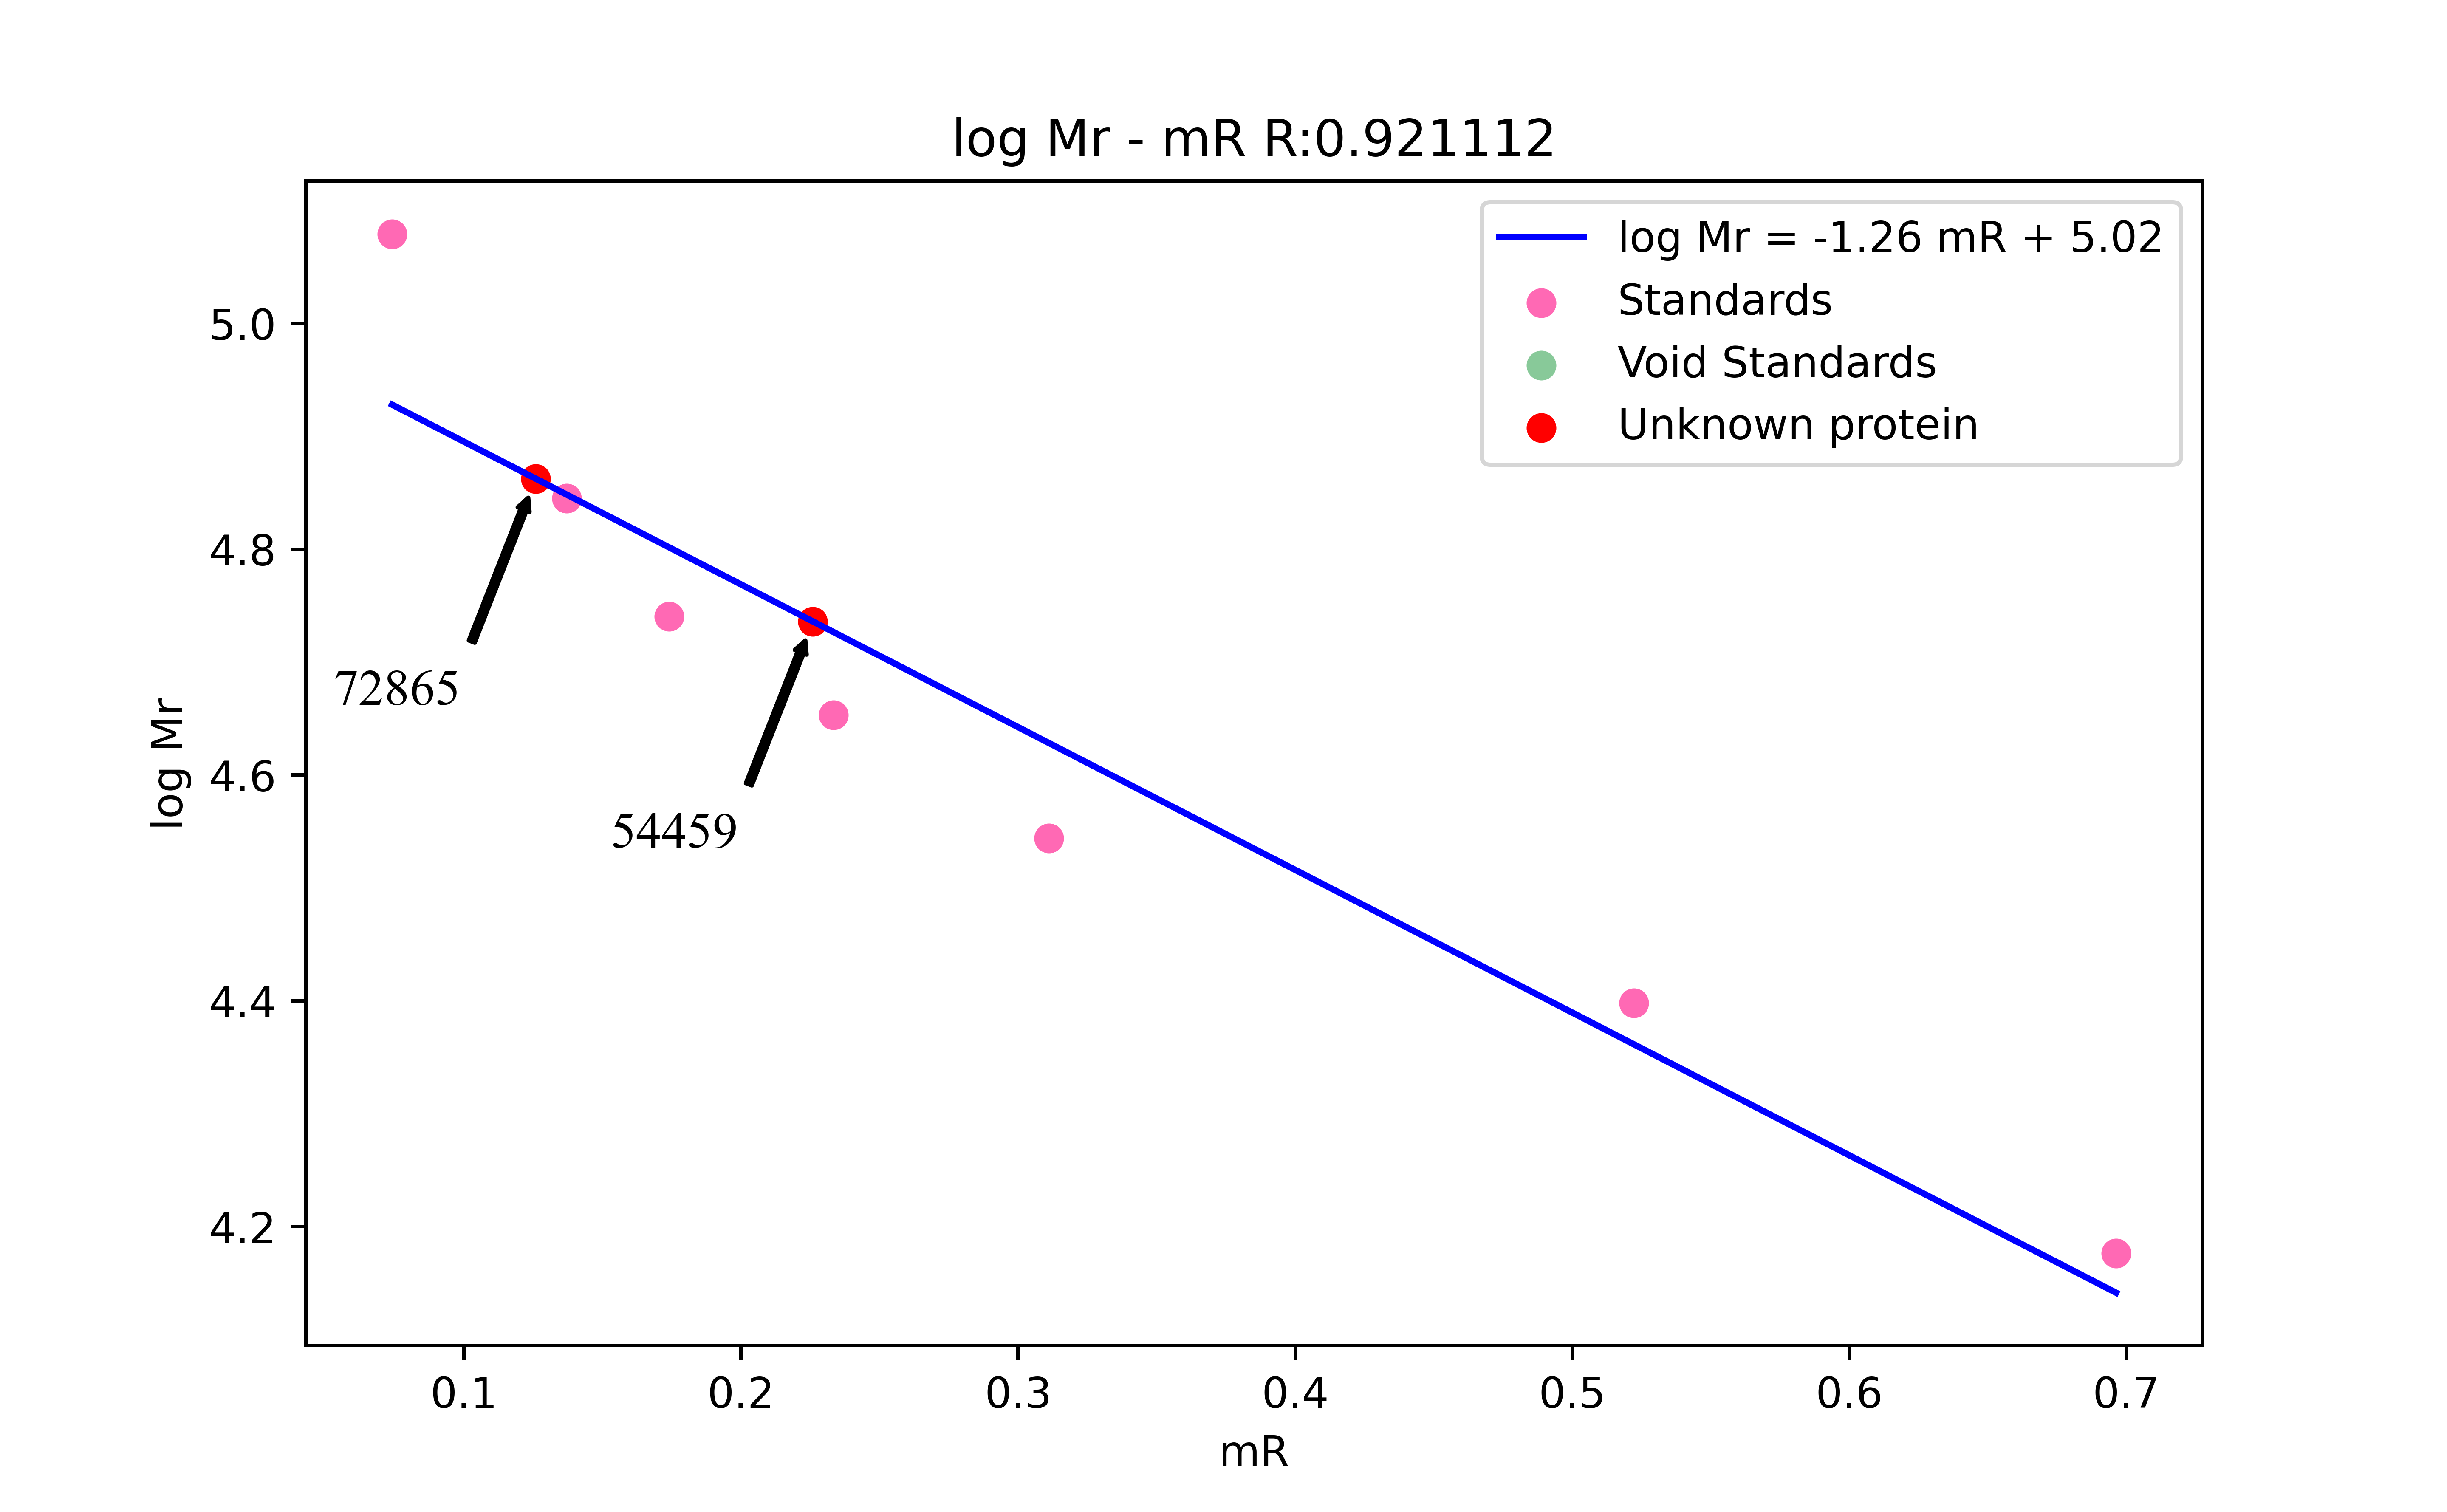 log Mr - mR R:0.921112
log Mr = -1.26 mR + 5.02
Standards
Void Standards
Unknown protein
5.0
4.8
4.6
4.4
4.2
log Mr
72865
54459
0.1 0.2 0.3 0.4 0.5 0.6 0.7
mR